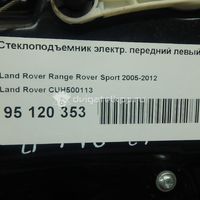 Стеклоподъемник электр. передний левый
Land Rover Range Rover Sport 2005-2012
Land Rover CUH500113
95 120 353